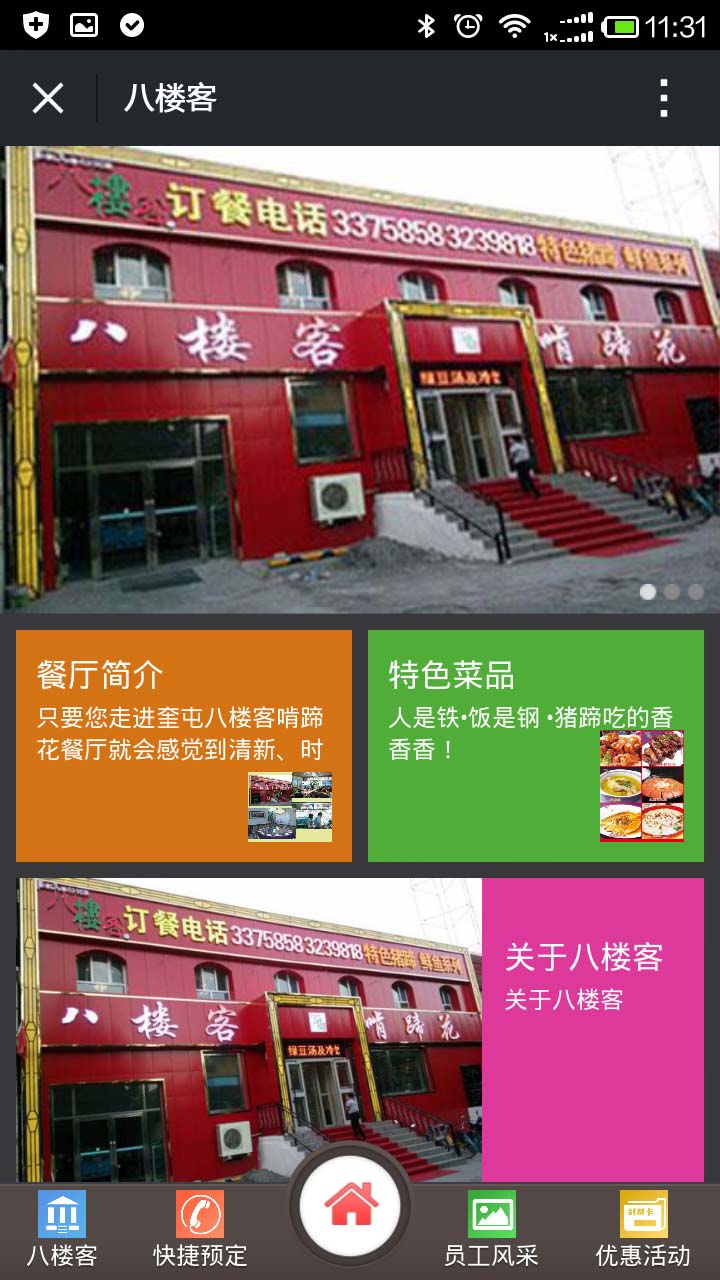 11:31
八楼客
八樓客 订餐电话 3375858 3239818 特色猪蹄 鲜鱼系列
八楼客 啃蹄花
绿豆汤及冷饮
餐厅简介
只要您走进奎屯八楼客啃蹄
花餐厅就会感觉到清新、时
特色菜品
人是铁•饭是钢 •猪蹄吃的香
香香！
八樓客 订餐电话 3375858 3239818 特色猪蹄 鲜鱼系列
八楼客 啃蹄花
绿豆汤及冷
关于八楼客
关于八楼客
刮刮卡
八楼客
快捷预定
员工风采
优惠活动